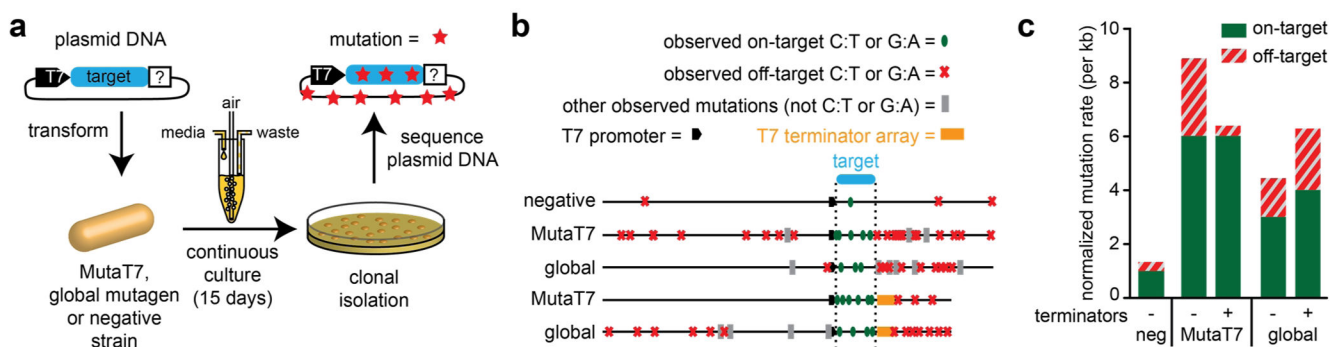 a
plasmid DNA
T7 target ?
transform
MutaT7,
global mutagen
or negative
strain
air
media waste
continuous
culture
(15 days)
mutation =
T7 ?
sequence
plasmid DNA
clonal
isolation
b
observed on-target C:T or G:A =
observed off-target C:T or G:A =
other observed mutations (not C:T or G:A) =
T7 promoter = T7 terminator array =
target
negative
MutaT7
global
MutaT7
global
c
normalized mutation rate (per kb)
10
8
6
4
2
0
on-target
off-target
terminators - - + - +
neg MutaT7 global